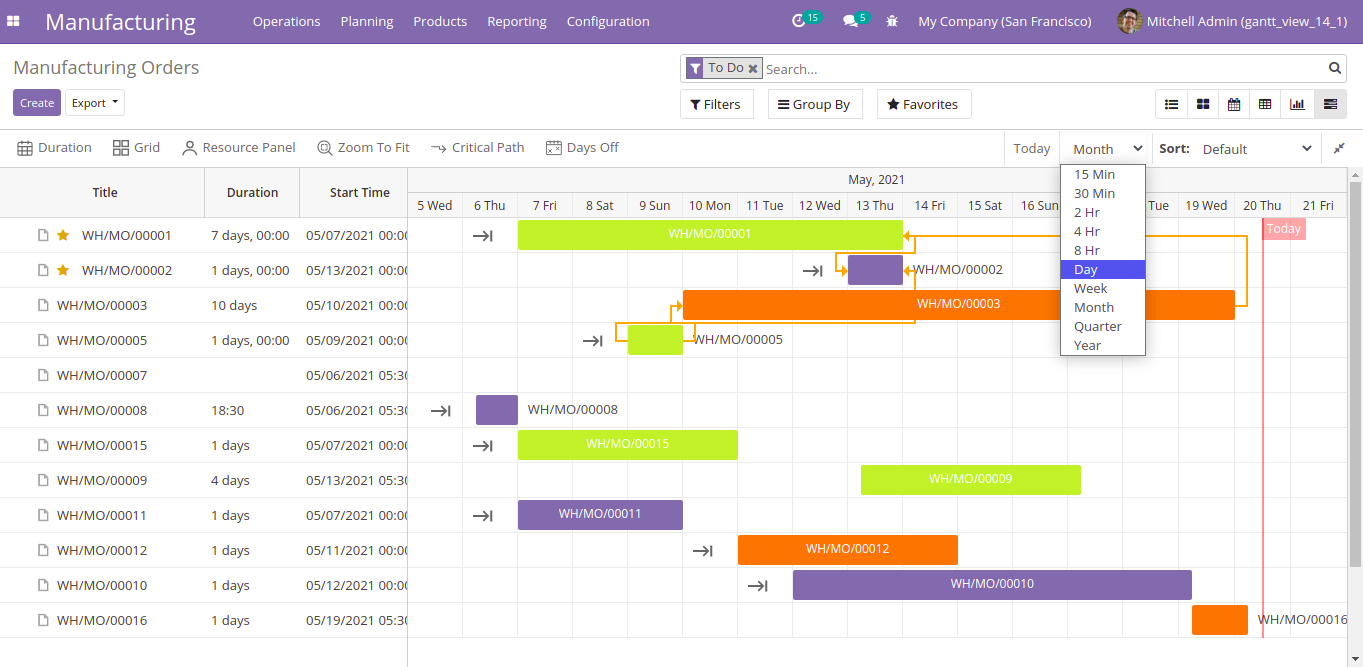 Manufacturing Operations Planning Products Reporting Configuration 15 5 My Company (San Francisco) Mitchell Admin (gantt_view_14_1)
Manufacturing Orders To Do Search...
Create Export Filters Group By Favorites
Duration Grid Resource Panel Zoom To Fit Critical Path Days Off Today Month Sort: Default
15 Min
30 Min
2 Hr
4 Hr
8 Hr
Day
Week
Month
Quarter
Year
Title Duration Start Time
May, 2021
5 Wed 6 Thu 7 Fri 8 Sat 9 Sun 10 Mon 11 Tue 12 Wed 13 Thu 14 Fri 15 Sat 16 Sun Tue 19 Wed 20 Thu 21 Fri
Today
WH/MO/00001 7 days, 00:00 05/07/2021 00:00 WH/MO/00001
WH/MO/00002 1 days, 00:00 05/13/2021 00:00 WH/MO/00002
WH/MO/00003 10 days 05/10/2021 00:00 WH/MO/00003
WH/MO/00005 1 days, 00:00 05/09/2021 00:00 WH/MO/00005
WH/MO/00007 05/06/2021 05:30
WH/MO/00008 18:30 05/06/2021 05:30 WH/MO/00008
WH/MO/00015 1 days 05/07/2021 00:00 WH/MO/00015
WH/MO/00009 4 days 05/13/2021 05:30 WH/MO/00009
WH/MO/00011 1 days 05/07/2021 00:00 WH/MO/00011
WH/MO/00012 1 days 05/11/2021 00:00 WH/MO/00012
WH/MO/00010 1 days 05/12/2021 00:00 WH/MO/00010
WH/MO/00016 1 days 05/19/2021 05:30 WH/MO/00016